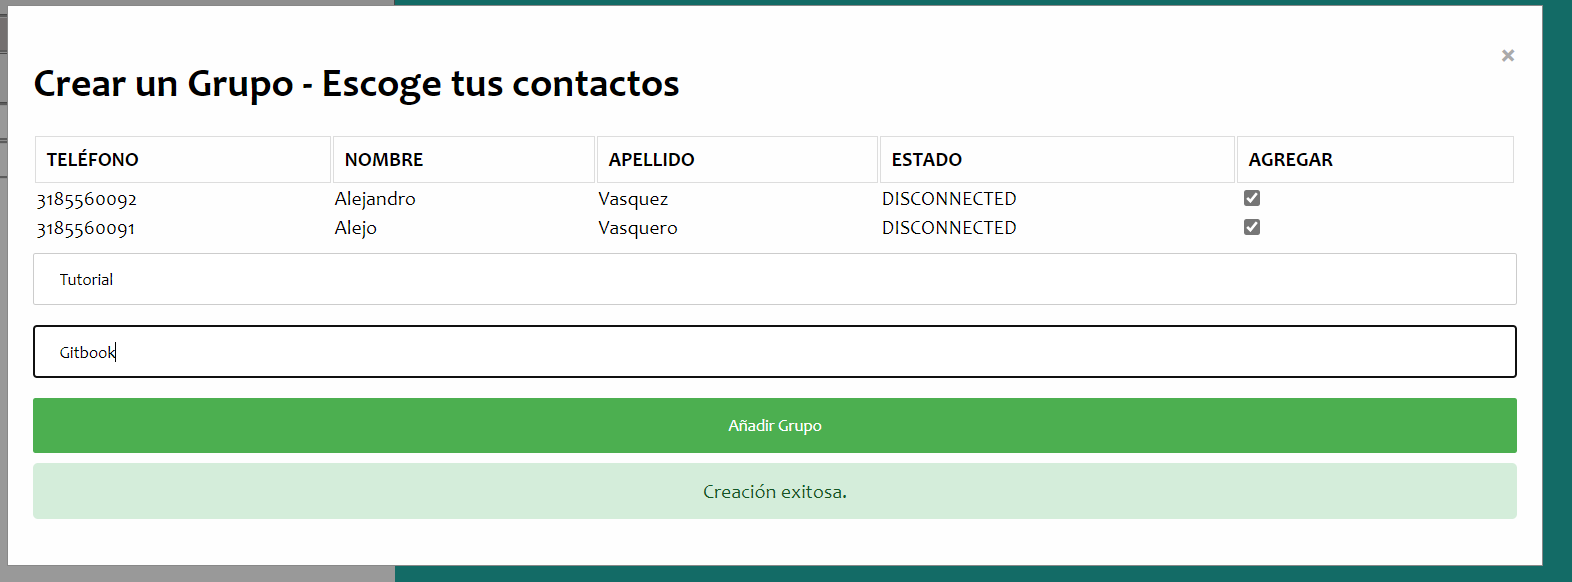 ×
Crear un Grupo - Escoge tus contactos
TELÉFONO NOMBRE APELLIDO ESTADO AGREGAR
3185560092 Alejandro Vasquez DISCONNECTED
3185560091 Alejo Vasquero DISCONNECTED
Tutorial
Gitbook
Añadir Grupo
Creación exitosa.